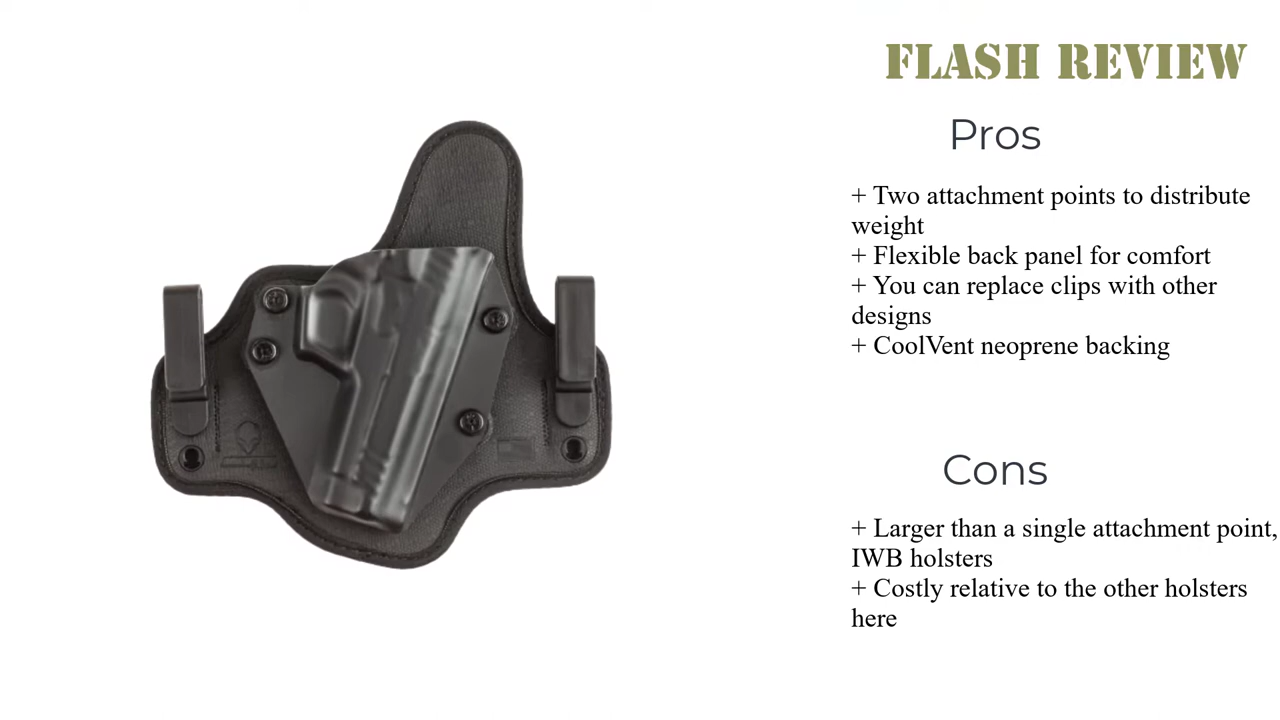 FLASH REVIEW
Pros
+ Two attachment points to distribute
weight
+ Flexible back panel for comfort
+ You can replace clips with other
designs
+ CoolVent neoprene backing
Cons
+ Larger than a single attachment point,
IWB holsters
+ Costly relative to the other holsters
here